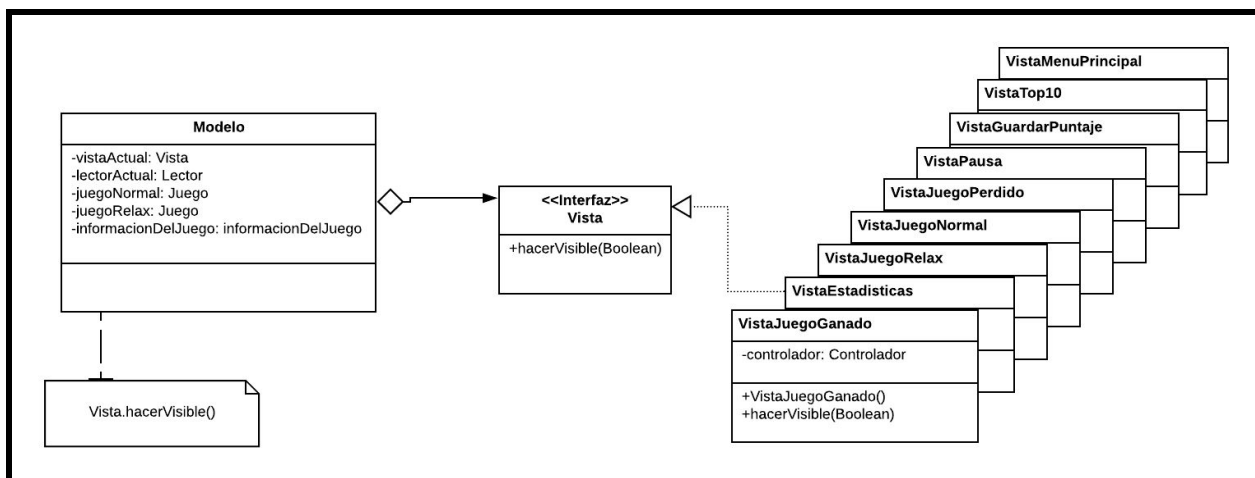 Modelo
-vistaActual: Vista
-lectorActual: Lector
-juegoNormal: Juego
-juegoRelax: Juego
-informacionDelJuego: informacionDelJuego
Vista.hacerVisible()
<<Interfaz>>
Vista
+hacerVisible(Boolean)
VistaMenuPrincipal
VistaTop10
VistaGuardarPuntaje
VistaPausa
VistaJuegoPerdido
VistaJuegoNormal
VistaJuegoRelax
VistaEstadisticas
VistaJuegoGanado
-controlador: Controlador
+VistaJuegoGanado()
+hacerVisible(Boolean)